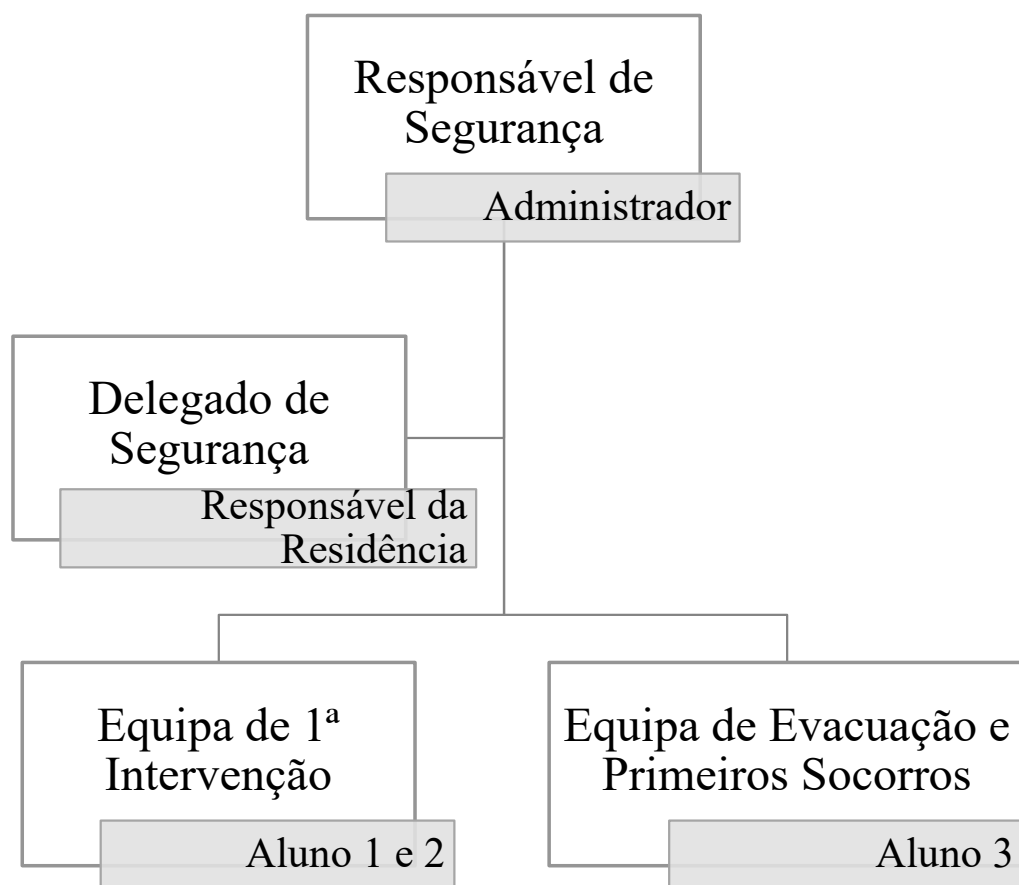 Responsável de
Segurança
Administrador
Delegado de
Segurança
Responsável da
Residência
Equipa de 1ª
Intervenção
Aluno 1 e 2
Equipa de Evacuação e
Primeiros Socorros
Aluno 3